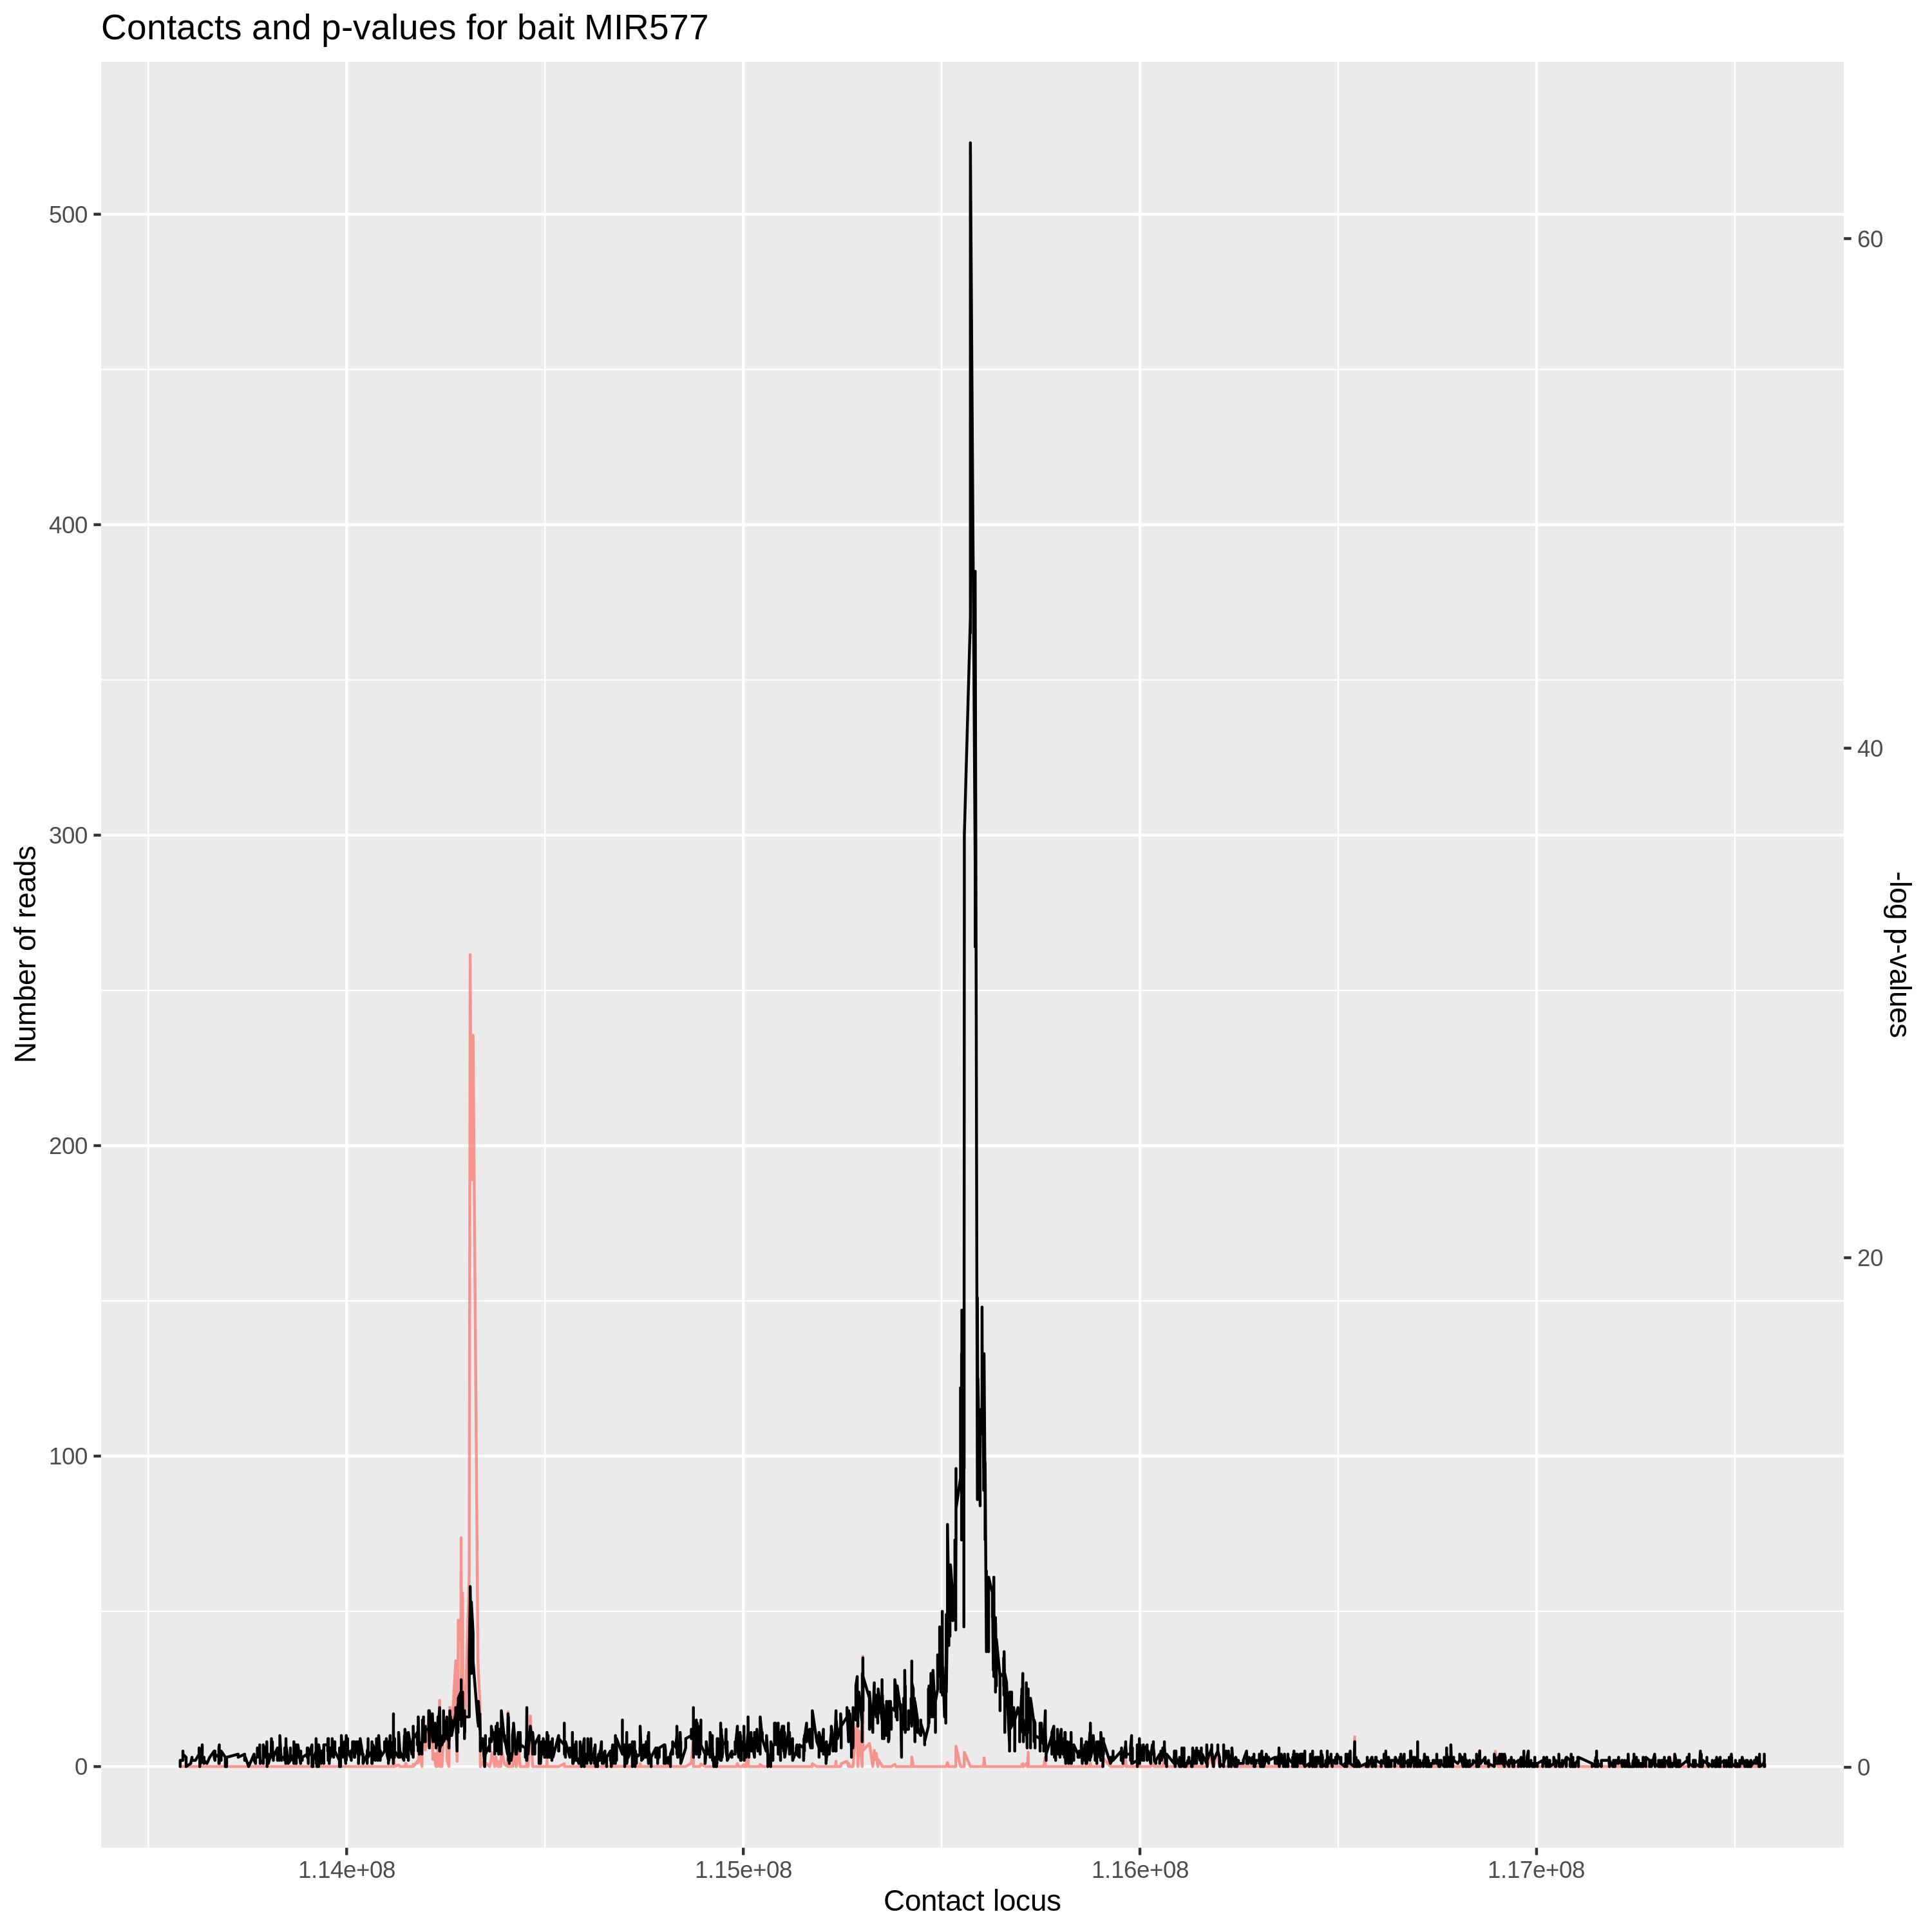 Contacts and p-values for bait MIR577
500
400
300
200
100
0
Number of reads
60
40
20
0
-log p-values
1.14e+08
1.15e+08
1.16e+08
1.17e+08
Contact locus